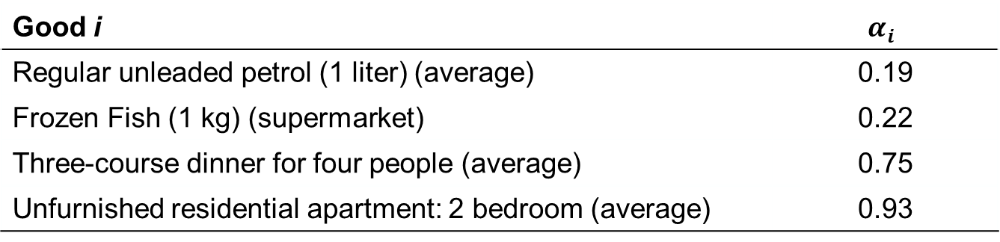 Good i αᵢ
Regular unleaded petrol (1 liter) (average) 0.19
Frozen Fish (1 kg) (supermarket) 0.22
Three-course dinner for four people (average) 0.75
Unfurnished residential apartment: 2 bedroom (average) 0.93